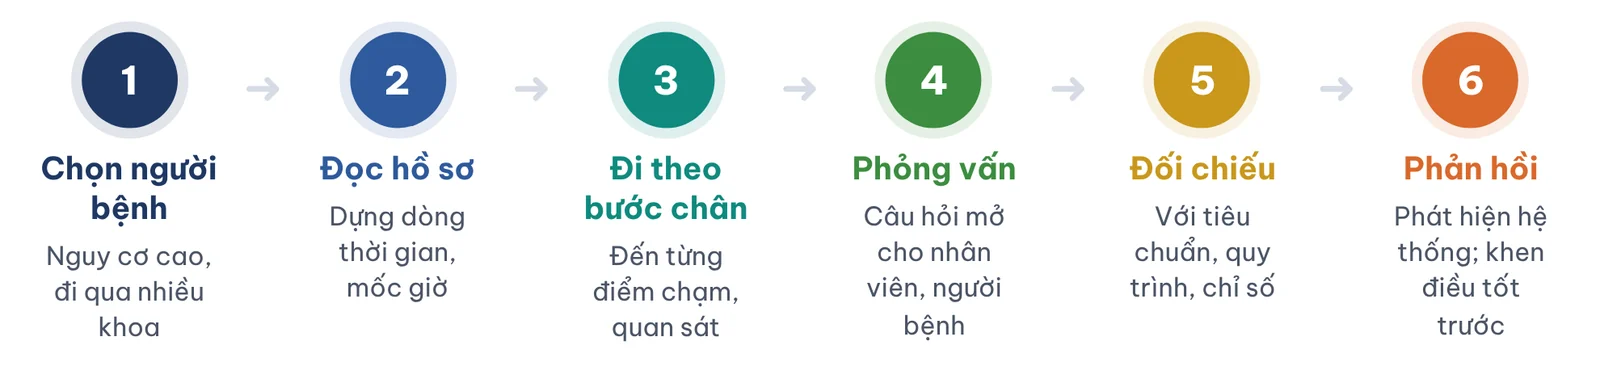 1
Chọn người
bệnh
Nguy cơ cao,
đi qua nhiều
khoa
2
Đọc hồ sơ
Dựng dòng
thời gian,
mốc giờ
3
Đi theo
bước chân
Đến từng
điểm chạm,
quan sát
4
Phỏng vấn
Câu hỏi mở
cho nhân
viên, người
bệnh
5
Đối chiếu
Với tiêu
chuẩn, quy
trình, chỉ số
6
Phản hồi
Phát hiện hệ
thống; khen
điều tốt
trước